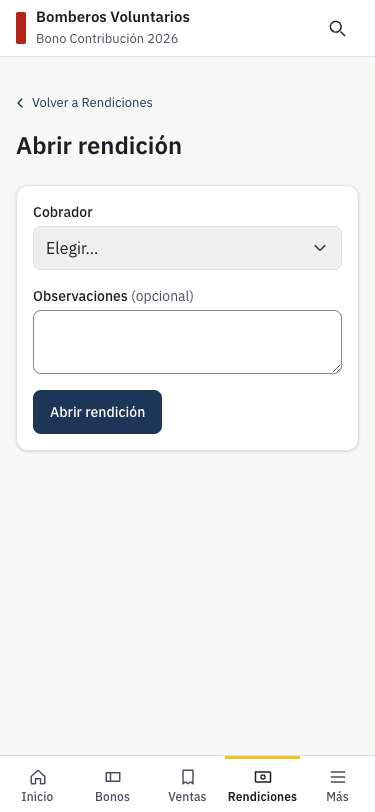 Bomberos Voluntarios
Bono Contribución 2026
Volver a Rendiciones
Abrir rendición
Cobrador
Elegir...
Observaciones (opcional)
Abrir rendición
Inicio
Bonos
Ventas
Rendiciones
Más